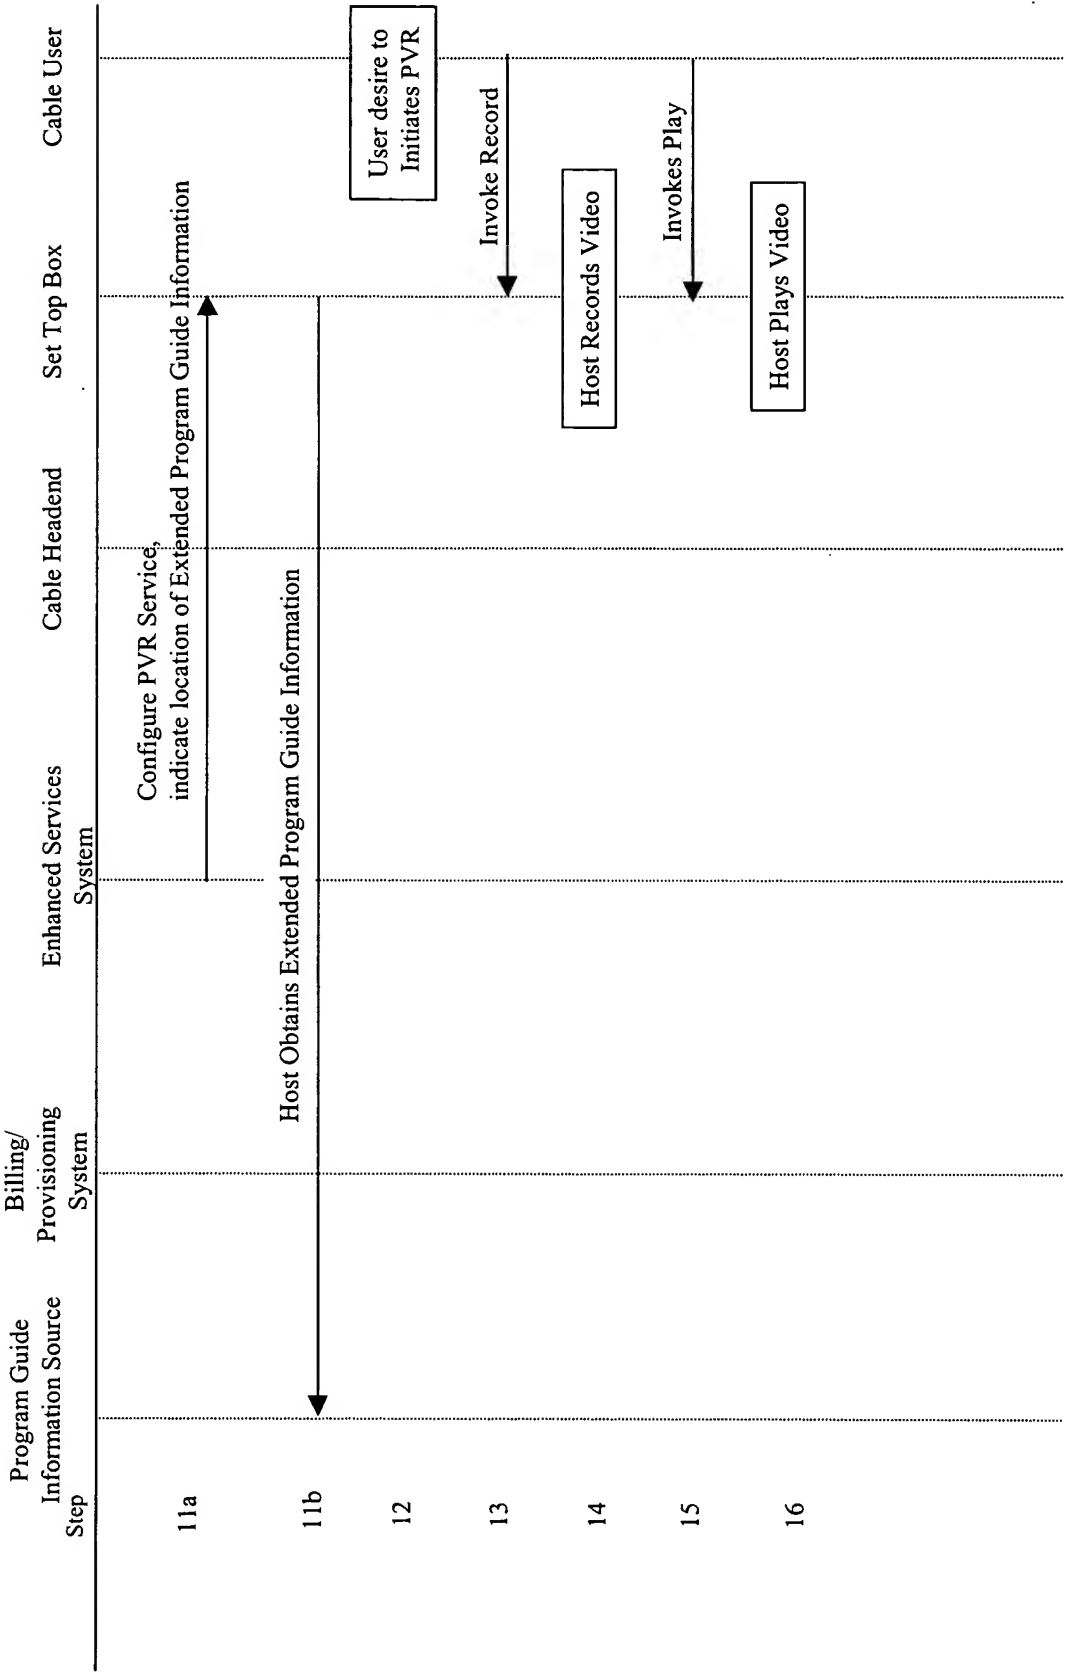 Step
Program Guide
Information Source
Billing/
Provisioning
System
Enhanced Services
System
Cable Headend
Set Top Box
Cable User
11a
Configure PVR Service,
indicate location of Extended Program Guide Information
11b
Host Obtains Extended Program Guide Information
12
User desire to
Initiates PVR
13
Invoke Record
14
Host Records Video
15
Invokes Play
16
Host Plays Video